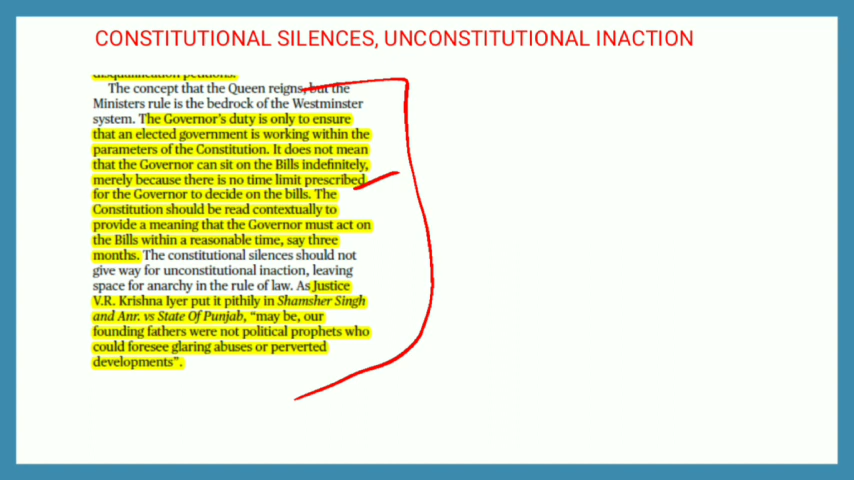 CONSTITUTIONAL SILENCES, UNCONSTITUTIONAL INACTION
disqualification petitions.
The concept that the Queen reigns, but the
Ministers rule is the bedrock of the Westminster
system. The Governor's duty is only to ensure
that an elected government is working within the
parameters of the Constitution. It does not mean
that the Governor can sit on the Bills indefinitely,
merely because there is no time limit prescribed
for the Governor to decide on the bills. The
Constitution should be read contextually to
provide a meaning that the Governor must act on
the Bills within a reasonable time, say three
months. The constitutional silences should not
give way for unconstitutional inaction, leaving
space for anarchy in the rule of law. As Justice
V.R. Krishna Iyer put it pithily in Shamsher Singh
and Anr. vs State Of Punjab, “may be, our
founding fathers were not political prophets who
could foresee glaring abuses or perverted
developments”.